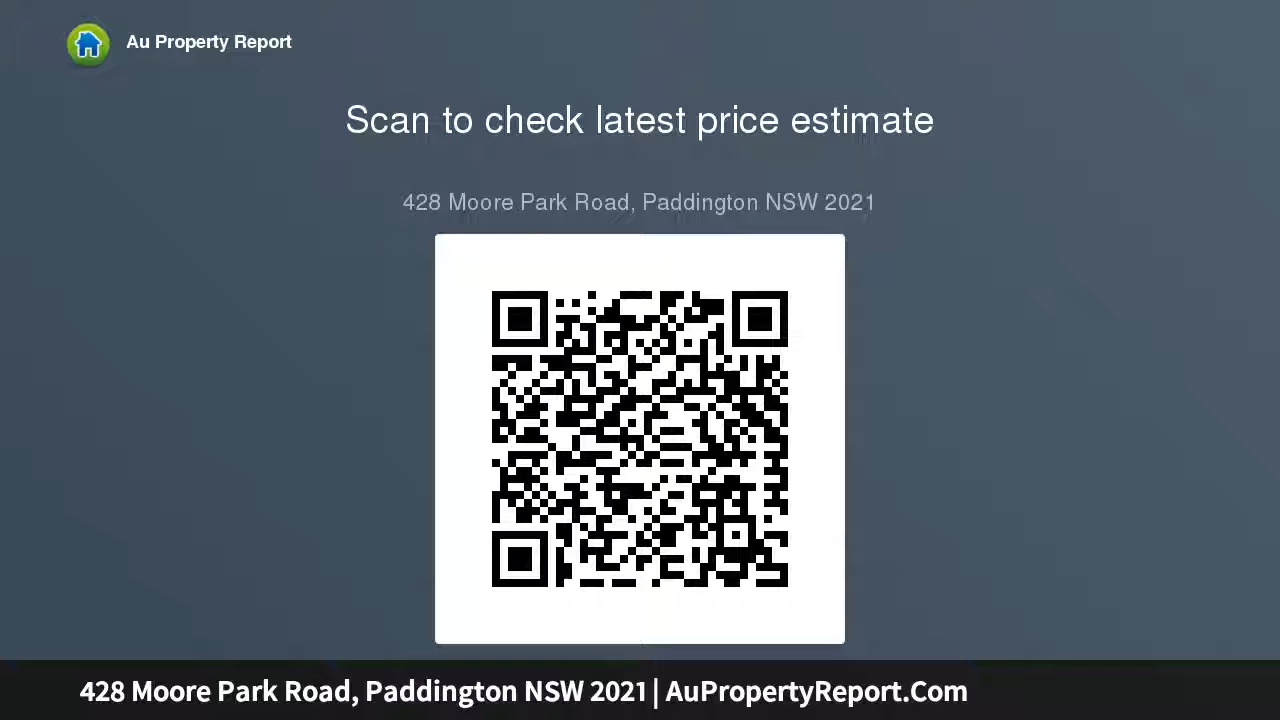 Au Property Report
Scan to check latest price estimate
428 Moore Park Road, Paddington NSW 2021
428 Moore Park Road, Paddington NSW 2021 | AuPropertyReport.Com